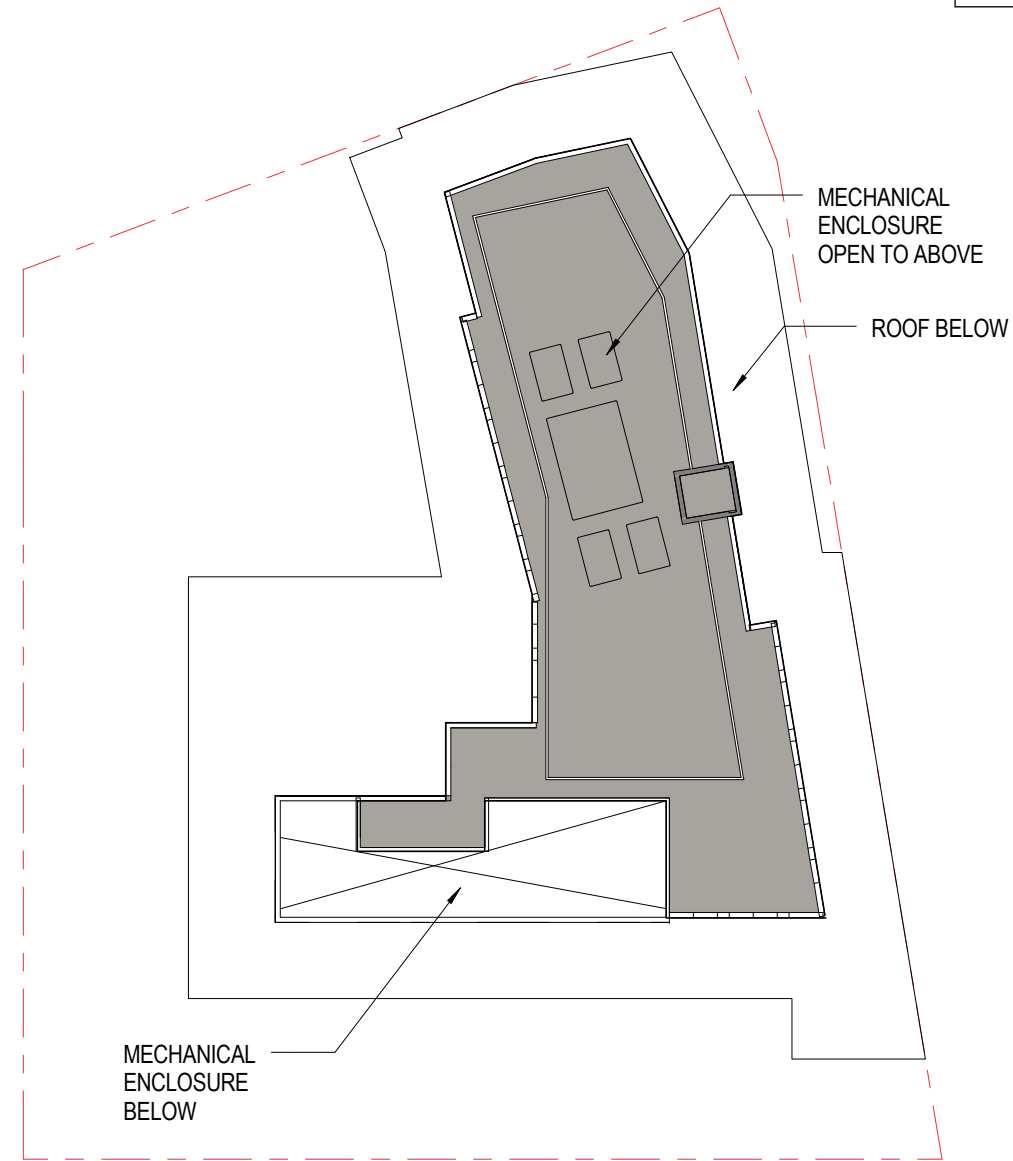 MECHANICAL
ENCLOSURE
OPEN TO ABOVE
ROOF BELOW
MECHANICAL
ENCLOSURE
BELOW